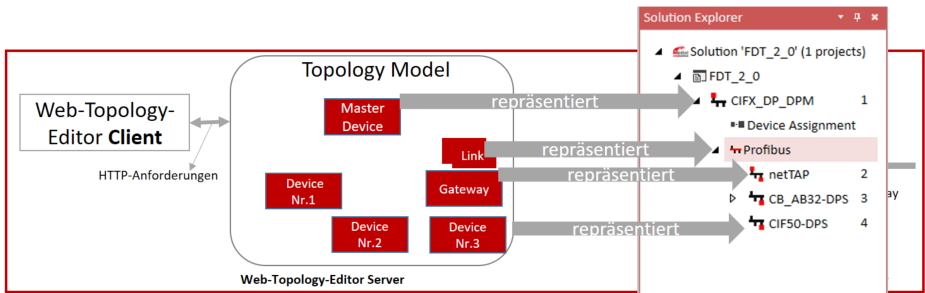 Solution Explorer
Topology Model
Solution 'FDT_2_0' (1 projects)
FDT_2_0
Web-Topology-
Editor Client
Master
Device
repräsentiert
CIFX_DP_DPM 1
Device Assignment
Link
repräsentiert
Profibus
HTTP-Anforderungen
Device
Nr.1
Gateway
repräsentiert
netTAP 2
CB_AB32-DPS 3
ay
Device
Nr.2
Device
Nr.3
repräsentiert
CIF50-DPS 4
Web-Topology-Editor Server